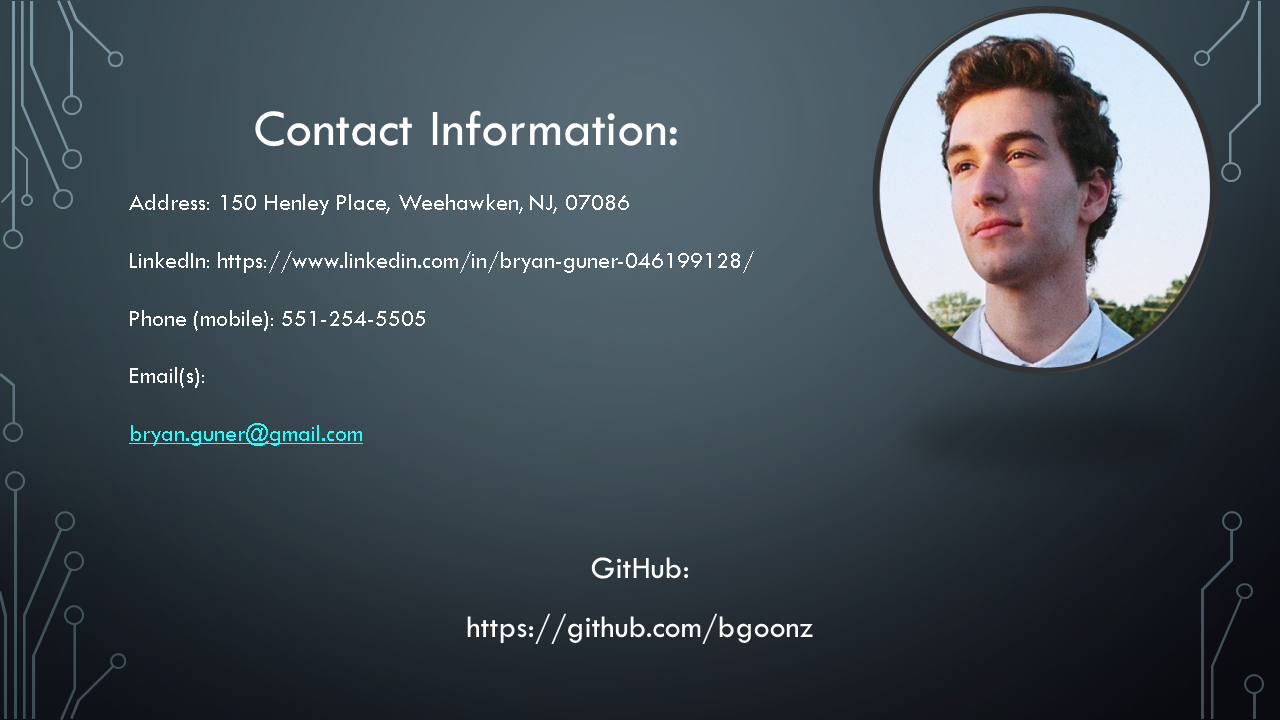 Contact Information:
Address: 150 Henley Place, Weehawken, NJ, 07086
LinkedIn: https://www.linkedin.com/in/bryan-guner-046199128/
Phone (mobile): 551-254-5505
Email(s):
bryan.guner@gmail.com
GitHub:
https://github.com/bgoonz